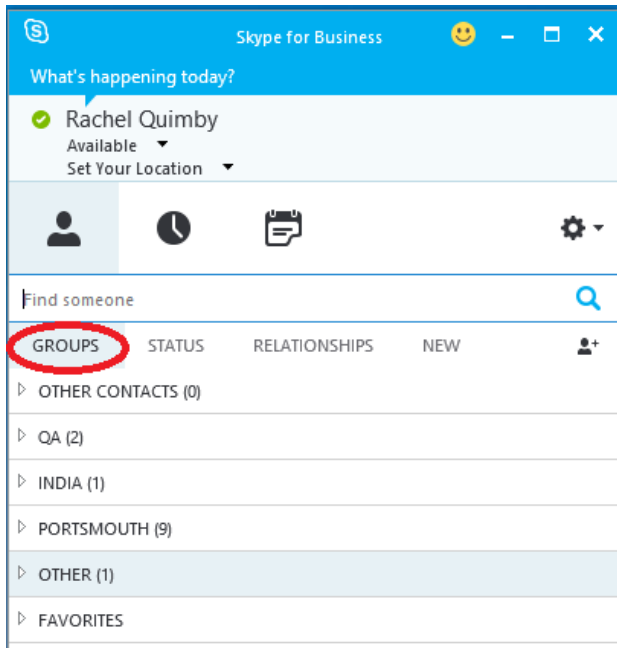 Skype for Business
What's happening today?
Rachel Quimby
Available
Set Your Location
Find someone
GROUPS STATUS RELATIONSHIPS NEW
OTHER CONTACTS (0)
QA (2)
INDIA (1)
PORTSMOUTH (9)
OTHER (1)
FAVORITES